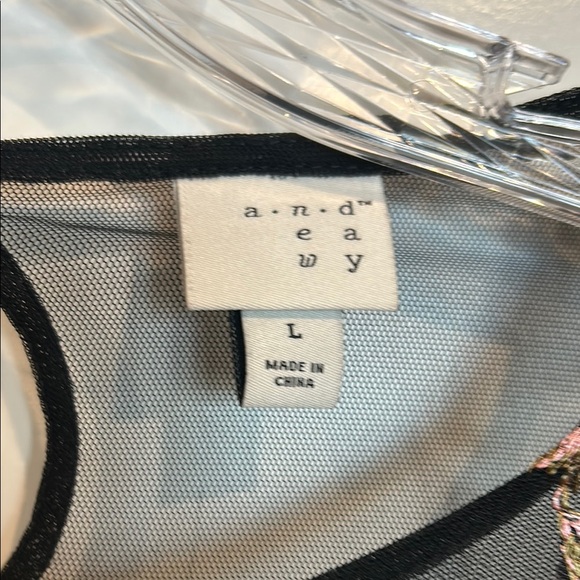 a · n · d™
e a
w y
L
MADE IN
CHINA